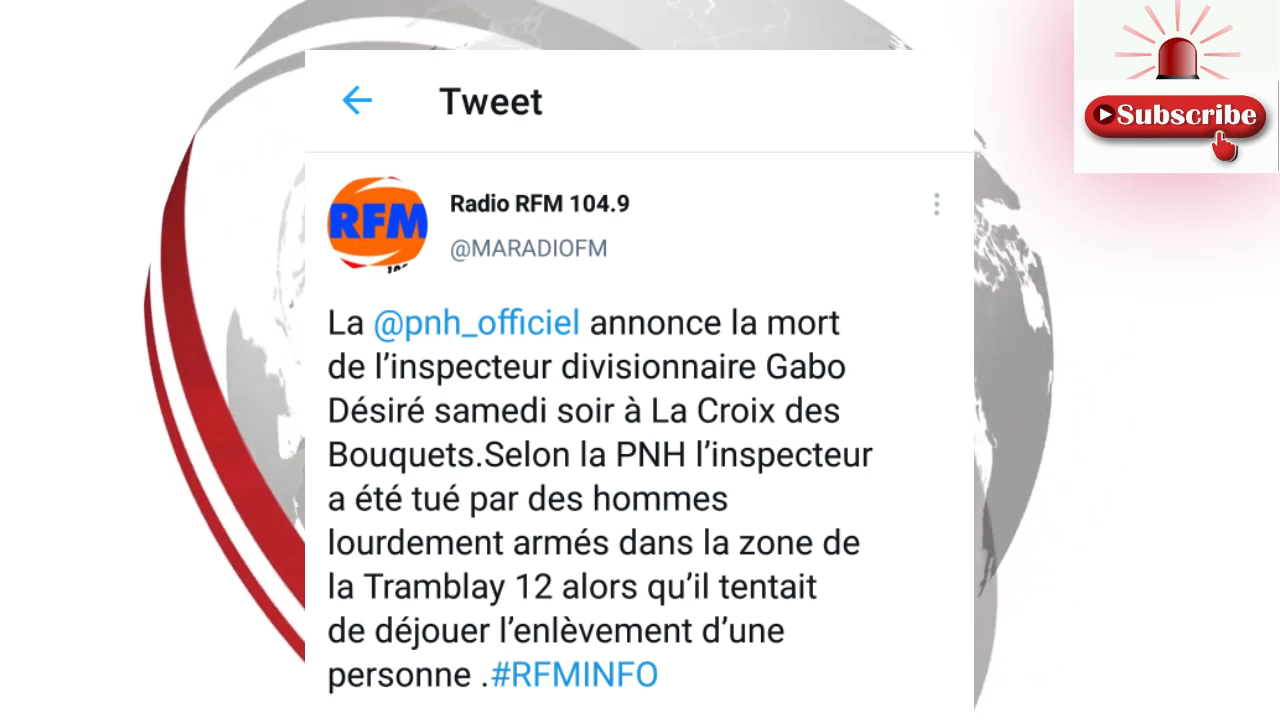 Tweet
Subscribe
RFM
Radio RFM 104.9
@MARADIOFM
La @pnh_officiel annonce la mort
de l’inspecteur divisionnaire Gabo
Désiré samedi soir à La Croix des
Bouquets.Selon la PNH l’inspecteur
a été tué par des hommes
lourdement armés dans la zone de
la Tramblay 12 alors qu’il tentait
de déjouer l’enlèvement d’une
personne .#RFMINFO